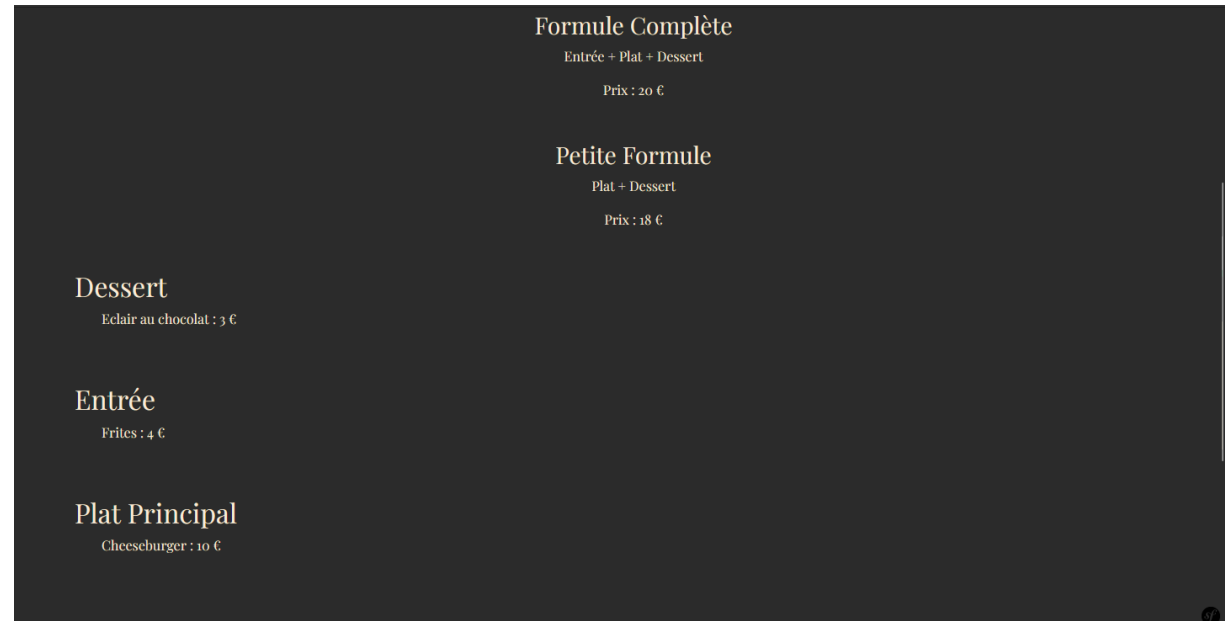 Formule Complète
Entrée + Plat + Dessert
Prix : 20 €
Petite Formule
Plat + Dessert
Prix : 18 €
Dessert
Eclair au chocolat : 3 €
Entrée
Frites : 4 €
Plat Principal
Cheeseburger : 10 €
sf